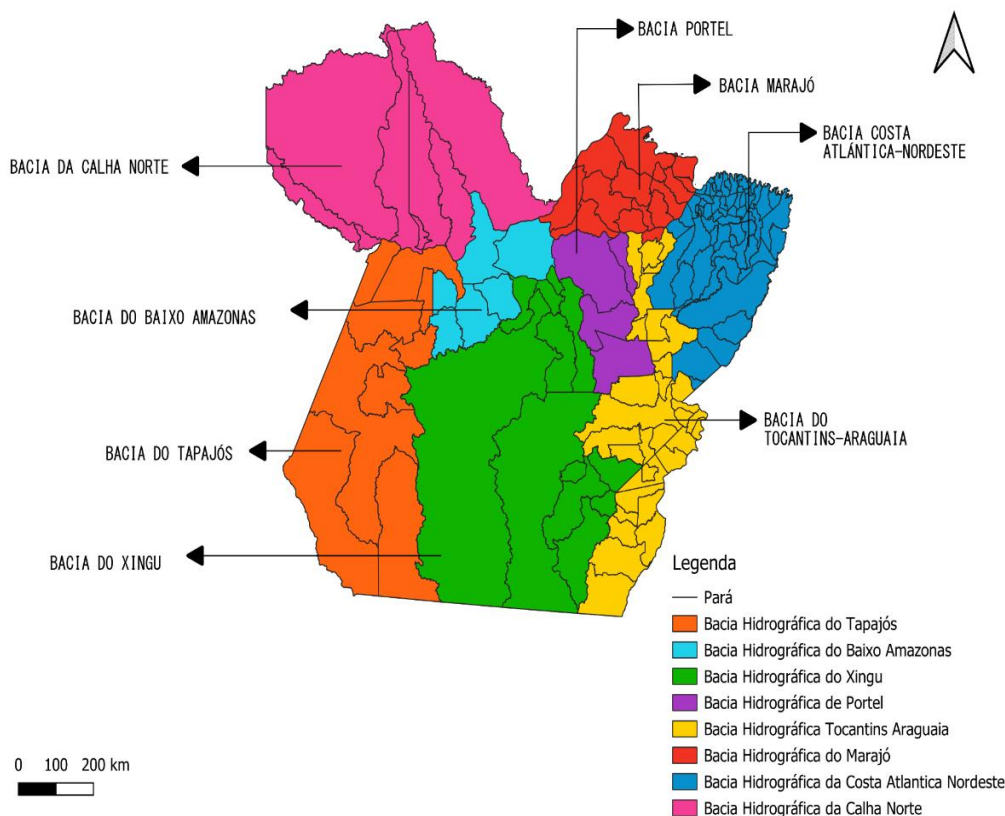 BACIA PORTEL
BACIA MARAJÓ
BACIA COSTA
ATLÁNTICA-NORDESTE
BACIA DA CALHA NORTE
BACIA DO BAIXO AMAZONAS
BACIA DO
TOCANTINS-ARAGUAIA
BACIA DO TAPAJÓS
BACIA DO XINGU
Legenda
Pará
Bacia Hidrográfica do Tapajós
Bacia Hidrográfica do Baixo Amazonas
Bacia Hidrográfica do Xingu
Bacia Hidrográfica de Portel
Bacia Hidrográfica Tocantins Araguaia
Bacia Hidrográfica do Marajó
Bacia Hidrográfica da Costa Atlantica Nordeste
Bacia Hidrográfica da Calha Norte
0 100 200 km